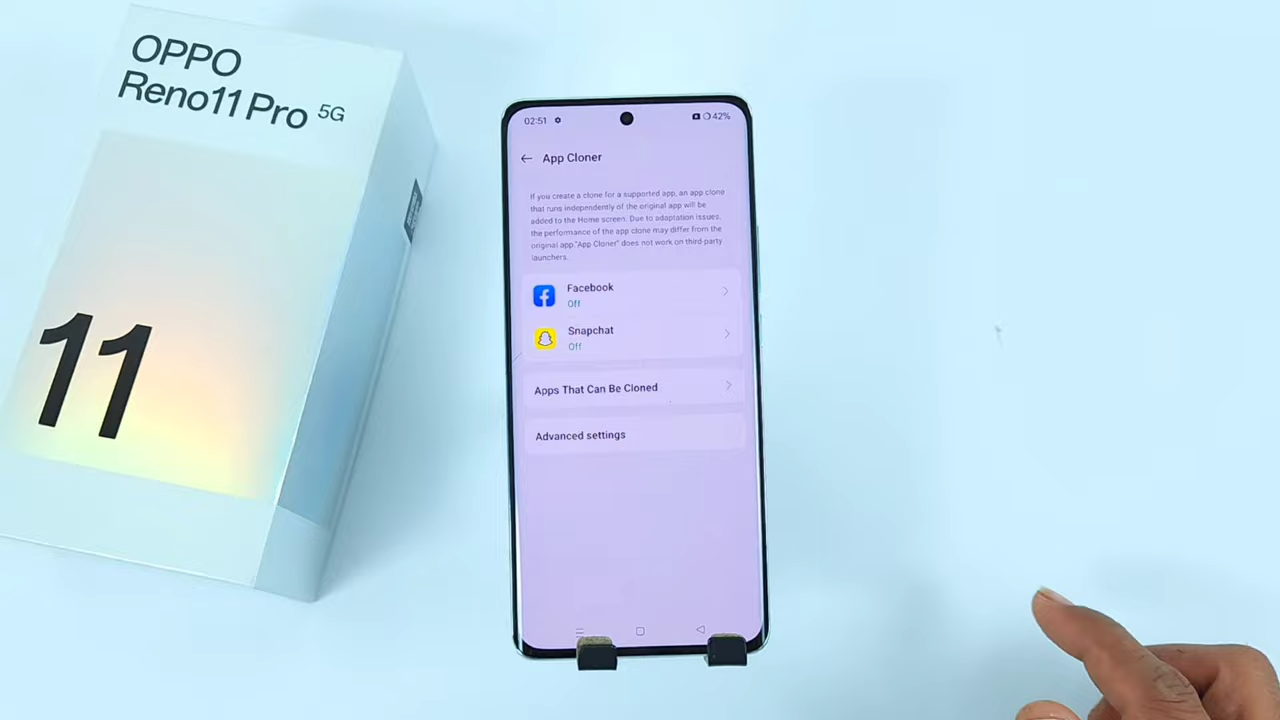 OPPO
Reno11 Pro 5G
11
02:51
42%
App Cloner
If you create a clone for a supported app, an app clone
that runs independently of the original app will be
added to the Home screen. Due to adaptation issues,
the performance of the app clone may differ from the
original app."App Cloner" does not work on third-party
launchers.
Facebook
Off
Snapchat
Off
Apps That Can Be Cloned
Advanced settings